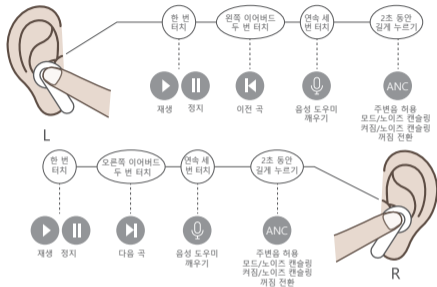 한 번
터치
왼쪽 이어버드
두 번 터치
연속 세
번 터치
2초 동안
길게 누르기
ANC
재생
정지
이전 곡
음성 도우미
깨우기
주변음 허용
모드/노이즈 캔슬링
켜짐/노이즈 캔슬링
꺼짐 전환
L
한 번
터치
오른쪽 이어버드
두 번 터치
연속 세
번 터치
2초 동안
길게 누르기
ANC
재생 정지
다음 곡
음성 도우미
깨우기
주변음 허용
모드/노이즈 캔슬링
켜짐/노이즈 캔슬링
꺼짐 전환
R